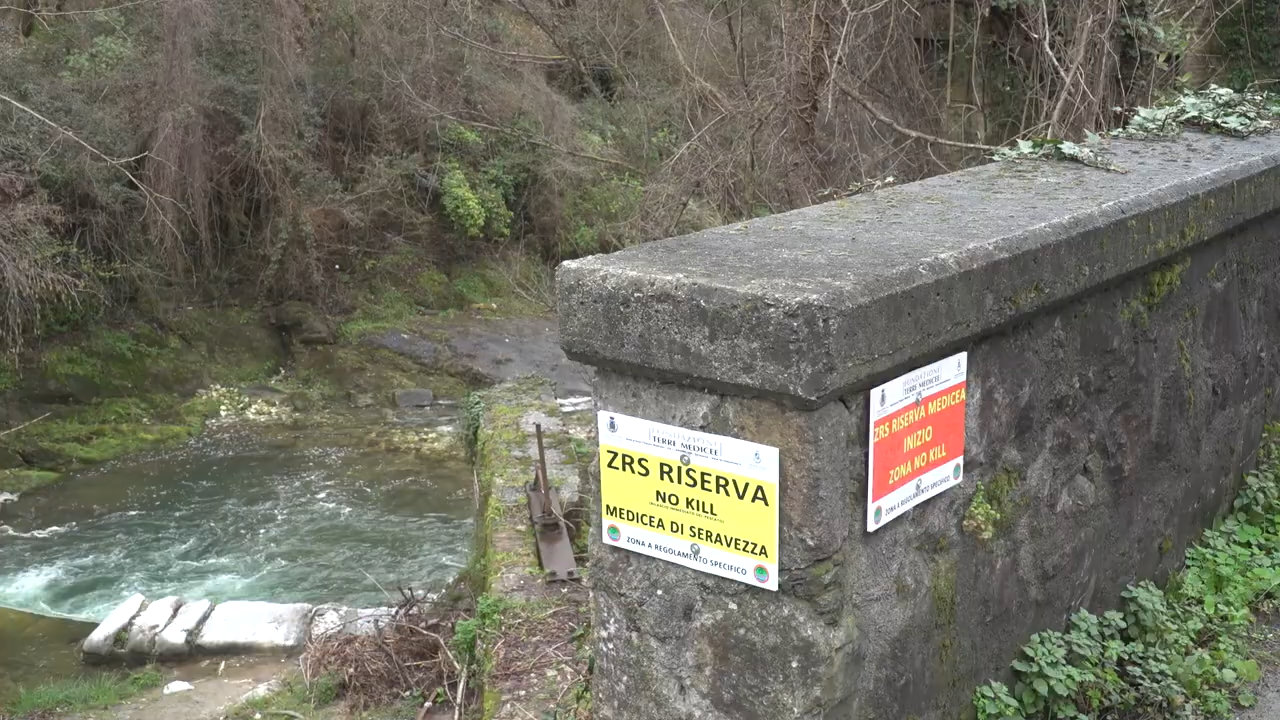 FONDAZIONE
TERRE MEDICEE
ZRS RISERVA
NO KILL
MEDICEA DI SERAVEZZA
ZONA A REGOLAMENTO SPECIFICO
FONDAZIONE
TERRE MEDICEE
ZRS RISERVA MEDICEA
INIZIO
ZONA NO KILL
ZONA A REGOLAMENTO SPECIFICO